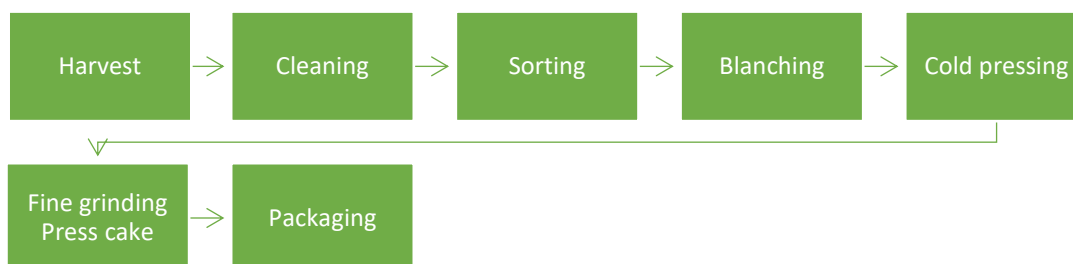 Harvest
Cleaning
Sorting
Blanching
Cold pressing
Fine grinding
Press cake
Packaging